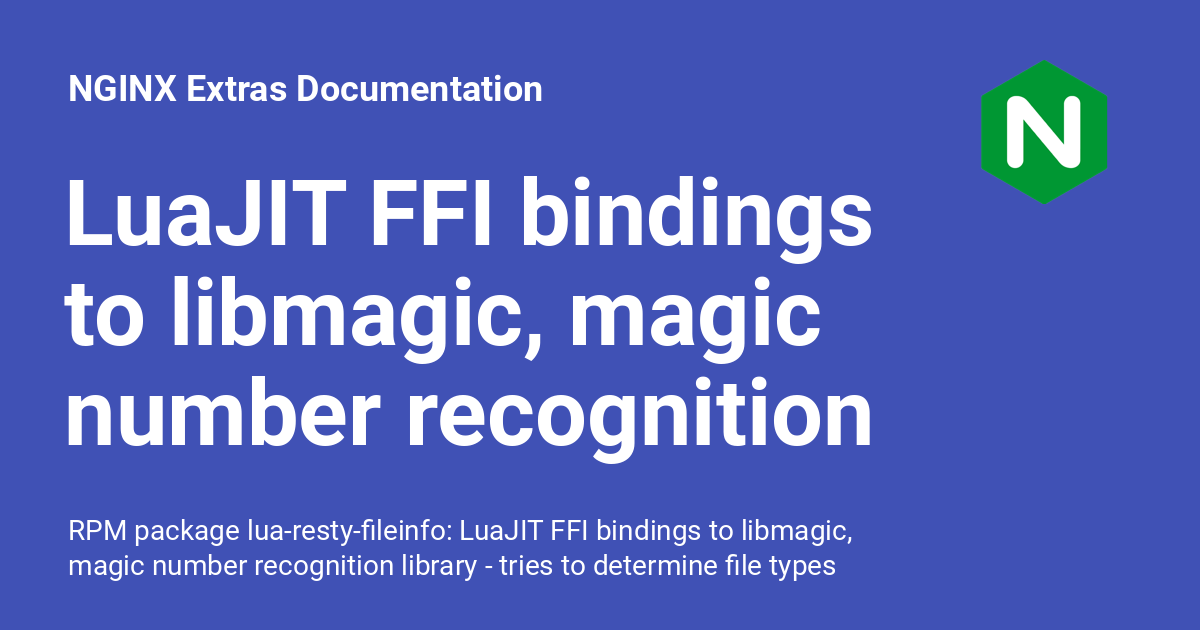 NGINX Extras Documentation
N
LuaJIT FFI bindings
to libmagic, magic
number recognition
RPM package lua-resty-fileinfo: LuaJIT FFI bindings to libmagic,
magic number recognition library - tries to determine file types